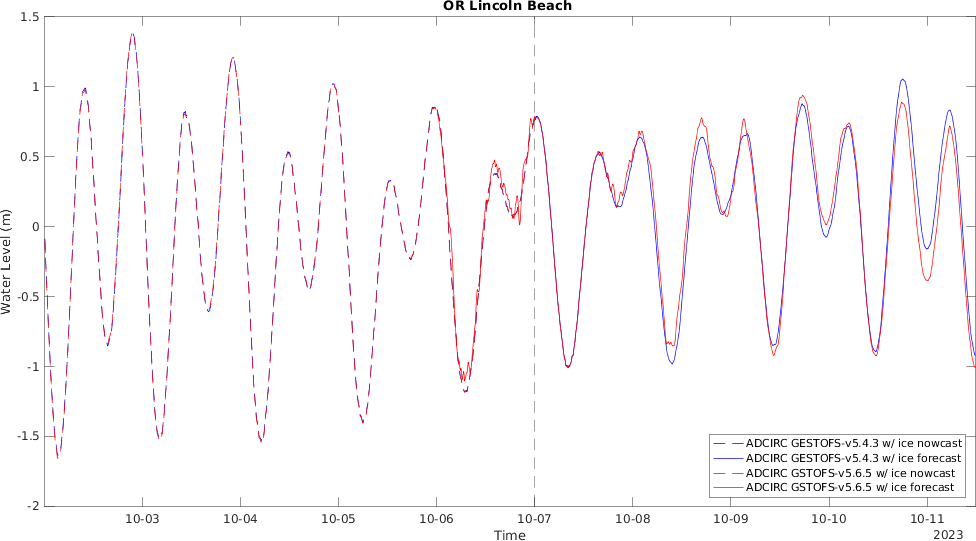 OR Lincoln Beach
1.5
1
0.5
0
-0.5
-1
-1.5
-2
Water Level (m)
10-03 10-04 10-05 10-06 10-07 10-08 10-09 10-10 10-11
Time
2023
ADCIRC GESTOFS-v5.4.3 w/ ice nowcast
ADCIRC GESTOFS-v5.4.3 w/ ice forecast
ADCIRC GSTOFS-v5.6.5 w/ ice nowcast
ADCIRC GSTOFS-v5.6.5 w/ ice forecast